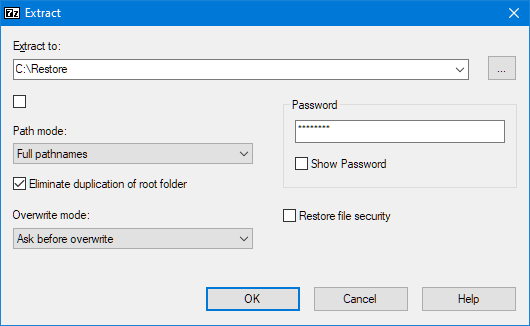 7z Extract
Extract to:
C:\Restore
...
Password
********
Path mode:
Full pathnames
Show Password
Eliminate duplication of root folder
Overwrite mode:
Restore file security
Ask before overwrite
OK Cancel Help